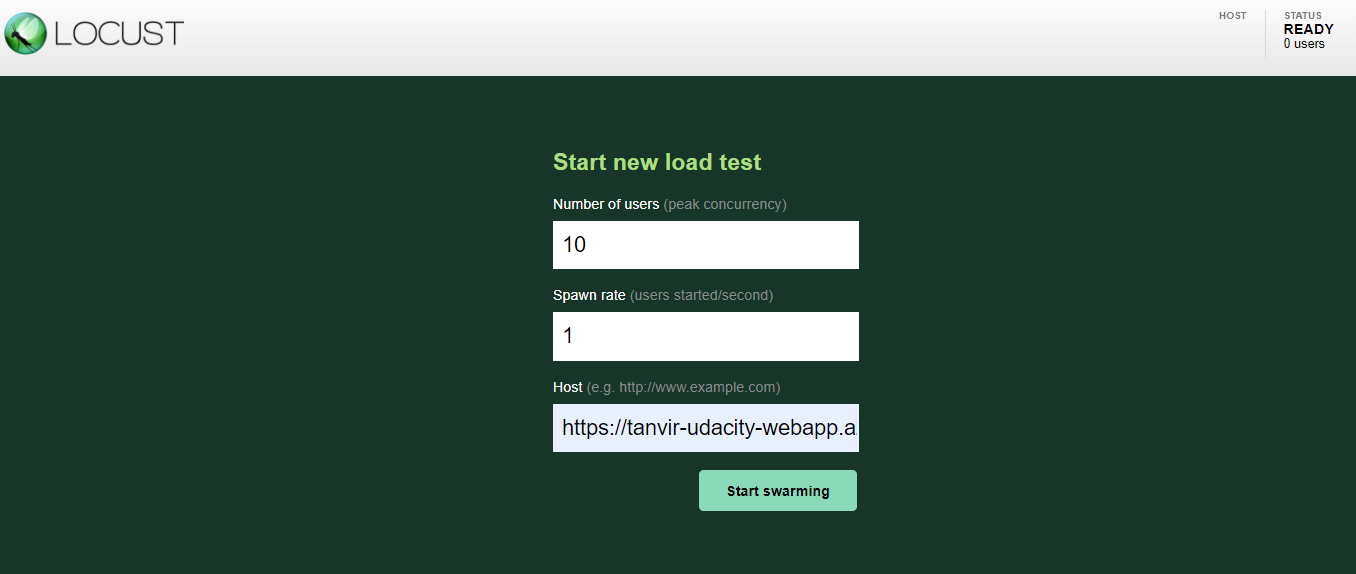 LOCUST
HOST
STATUS
READY
0 users
Start new load test
Number of users (peak concurrency)
10
Spawn rate (users started/second)
1
Host (e.g. http://www.example.com)
https://tanvir-udacity-webapp.a
Start swarming